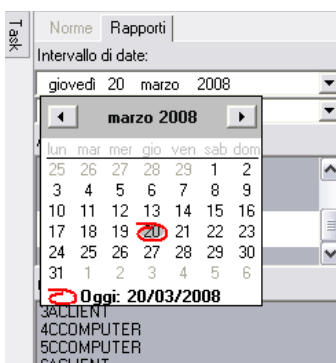 Task
Norme Rapporti
Intervallo di date:
giovedì 20 marzo 2008
marzo 2008
lun mar mer gio ven sab dom
25 26 27 28 29 1 2
3 4 5 6 7 8 9
10 11 12 13 14 15 16
17 18 19 20 21 22 23
24 25 26 27 28 29 30
31 1 2 3 4 5 6
Oggi: 20/03/2008
3ACLIENT
4CCOMPUTER
5CCOMPUTER